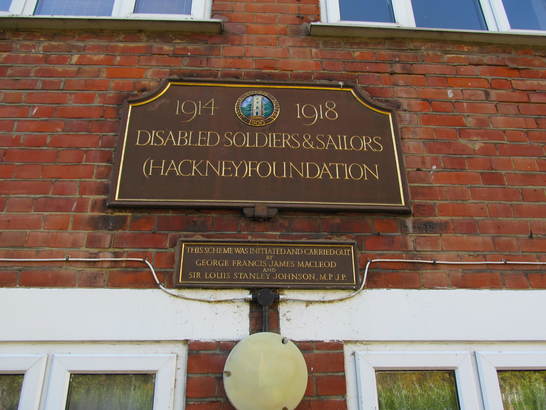 1914 1918
DISABLED SOLDIERS & SAILORS
(HACKNEY) FOUNDATION
THIS SCHEME WAS INITIATED AND CARRIED OUT
BY
GEORGE FRANCIS JAMES MACLEOD
AND
SIR LOUIS STANLEY JOHNSON, M.P. J.P.